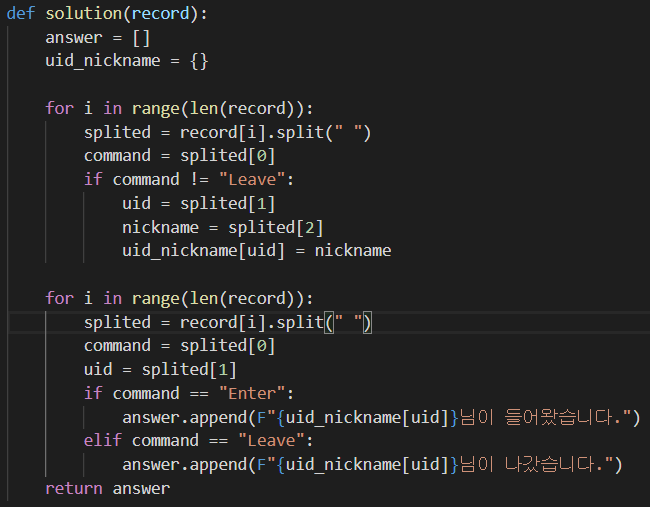 def solution(record):
    answer = []
    uid_nickname = {}
    for i in range(len(record)):
        splited = record[i].split(" ")
        command = splited[0]
        if command != "Leave":
            uid = splited[1]
            nickname = splited[2]
            uid_nickname[uid] = nickname
    for i in range(len(record)):
        splited = record[i].split(" ")
        command = splited[0]
        uid = splited[1]
        if command == "Enter":
            answer.append(F"{uid_nickname[uid]}님이 들어왔습니다.")
        elif command == "Leave":
            answer.append(F"{uid_nickname[uid]}님이 나갔습니다.")
    return answer